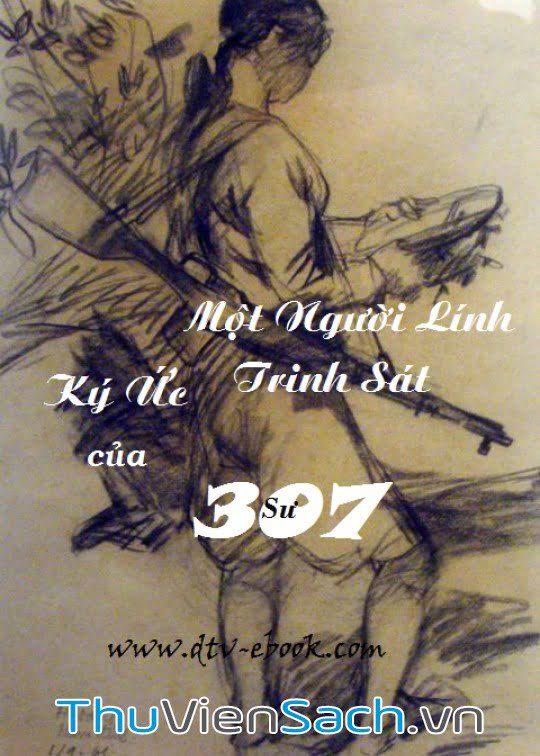 Một Người Lính
Trinh Sát
Ký Ức
của
Sư
307
www.dtv-ebook.com
ThuVienSach.vn